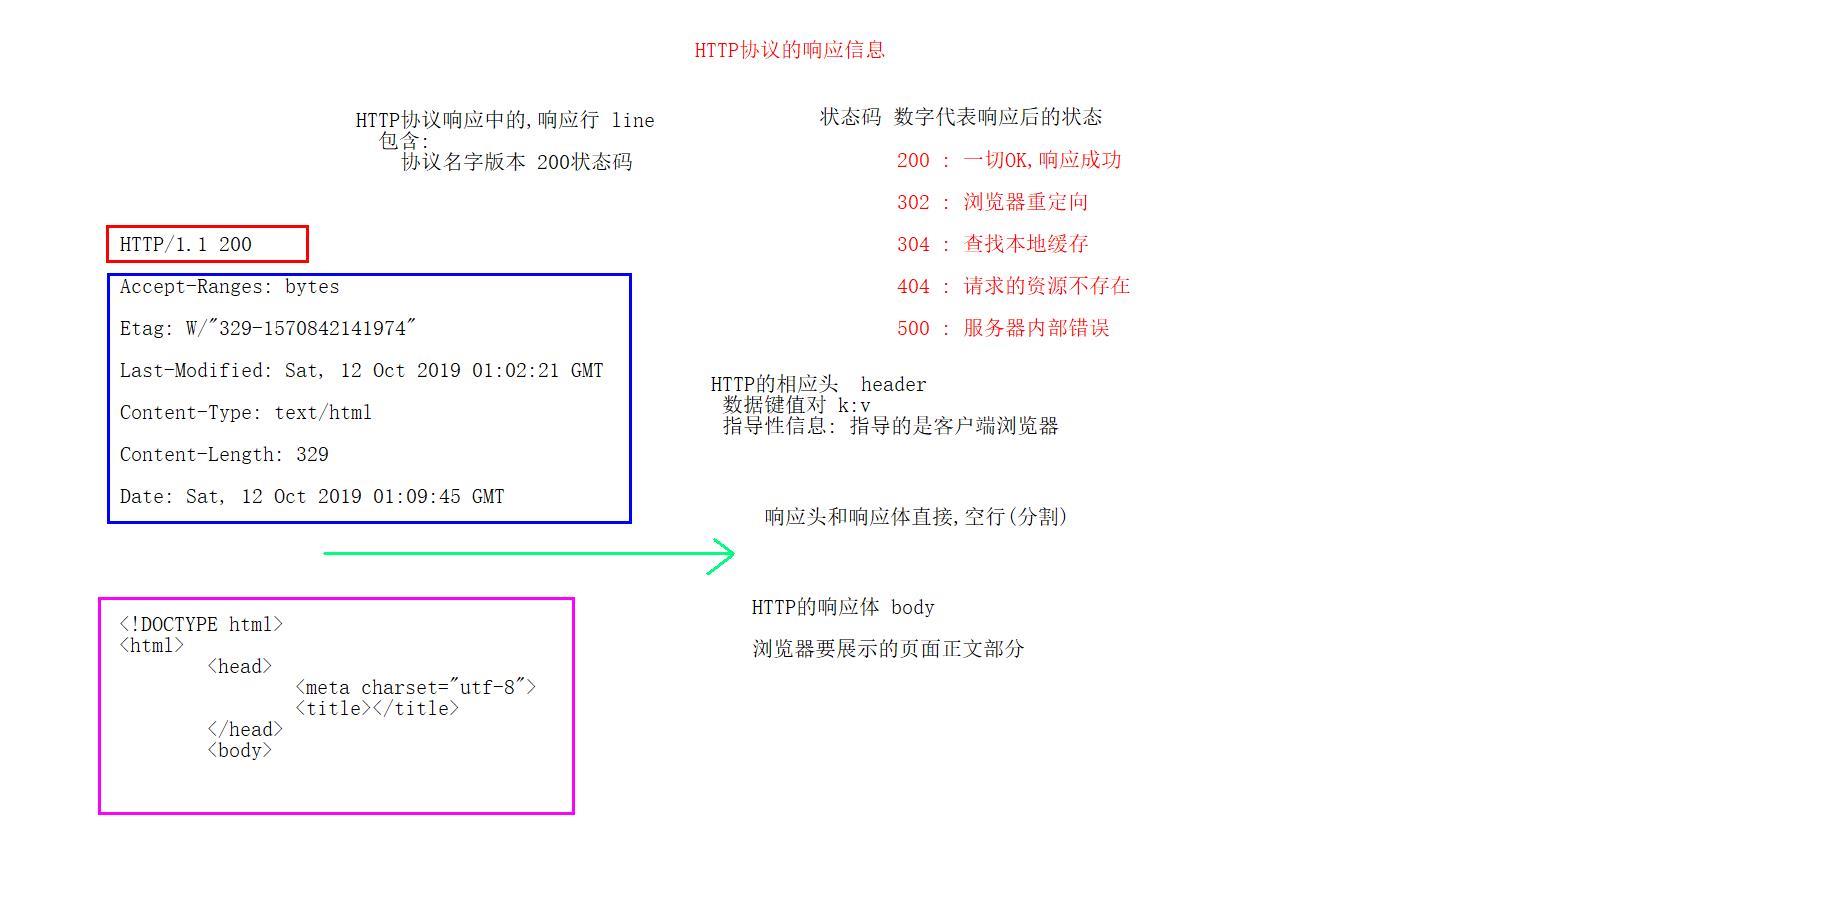 HTTP协议的响应信息
HTTP协议响应中的,响应行 line
包含:
协议名字版本 200状态码
状态码 数字代表响应后的状态
200 : 一切OK,响应成功
302 : 浏览器重定向
304 : 查找本地缓存
404 : 请求的资源不存在
500 : 服务器内部错误
HTTP/1.1 200
Accept-Ranges: bytes
Etag: W/"329-1570842141974"
Last-Modified: Sat, 12 Oct 2019 01:02:21 GMT
Content-Type: text/html
Content-Length: 329
Date: Sat, 12 Oct 2019 01:09:45 GMT
HTTP的相应头 header
数据键值对 k:v
指导性信息: 指导的是客户端浏览器
响应头和响应体直接,空行(分割)
<!DOCTYPE html>
<html>
<head>
<meta charset="utf-8">
<title></title>
</head>
<body>
HTTP的响应体 body
浏览器要展示的页面正文部分